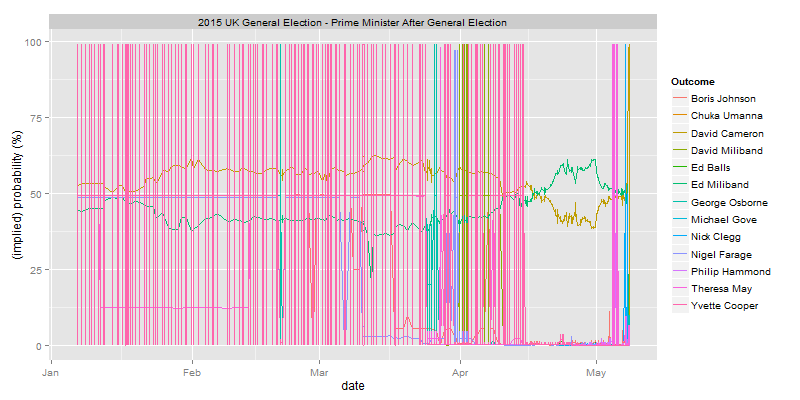 2015 UK General Election - Prime Minister After General Election
100
75
50
25
0
(implied) probability (%)
Jan Feb Mar Apr May
date
Outcome
Boris Johnson
Chuka Umanna
David Cameron
David Miliband
Ed Balls
Ed Miliband
George Osborne
Michael Gove
Nick Clegg
Nigel Farage
Philip Hammond
Theresa May
Yvette Cooper